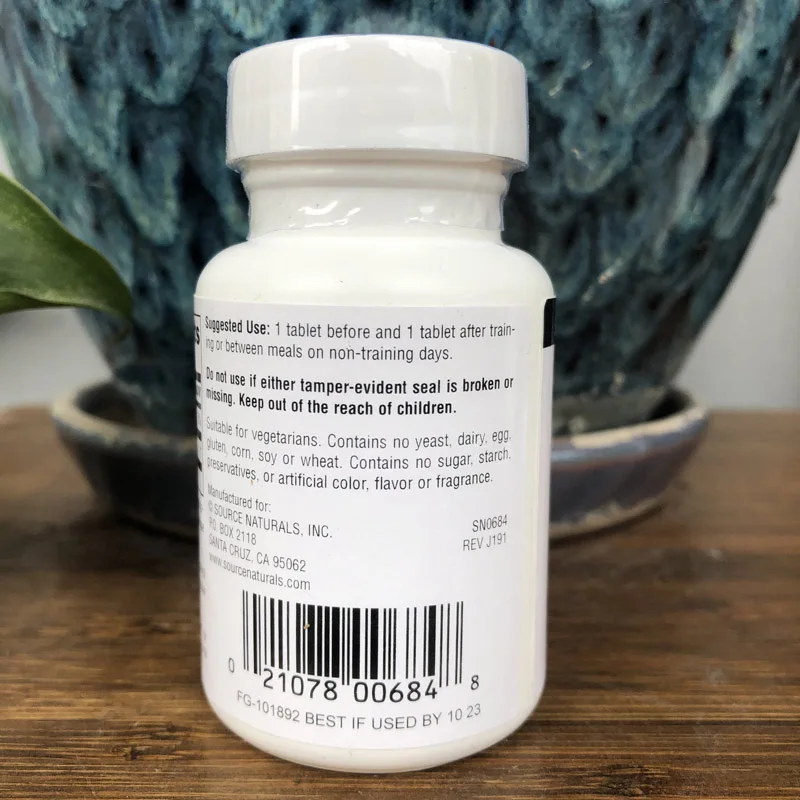 Suggested Use: 1 tablet before and 1 tablet after train-
ing or between meals on non-training days.
Do not use if either tamper-evident seal is broken or
missing. Keep out of the reach of children.
Suitable for vegetarians. Contains no yeast, dairy, egg,
gluten, corn, soy or wheat. Contains no sugar, starch,
preservatives, or artificial color, flavor or fragrance.
Manufactured for:
© SOURCE NATURALS, INC.
P.O. BOX 2118
SANTA CRUZ, CA 95062
www.sourcenaturals.com
SN0684
REV J191
0 21078 00684 8
FG-101892 BEST IF USED BY 10 23